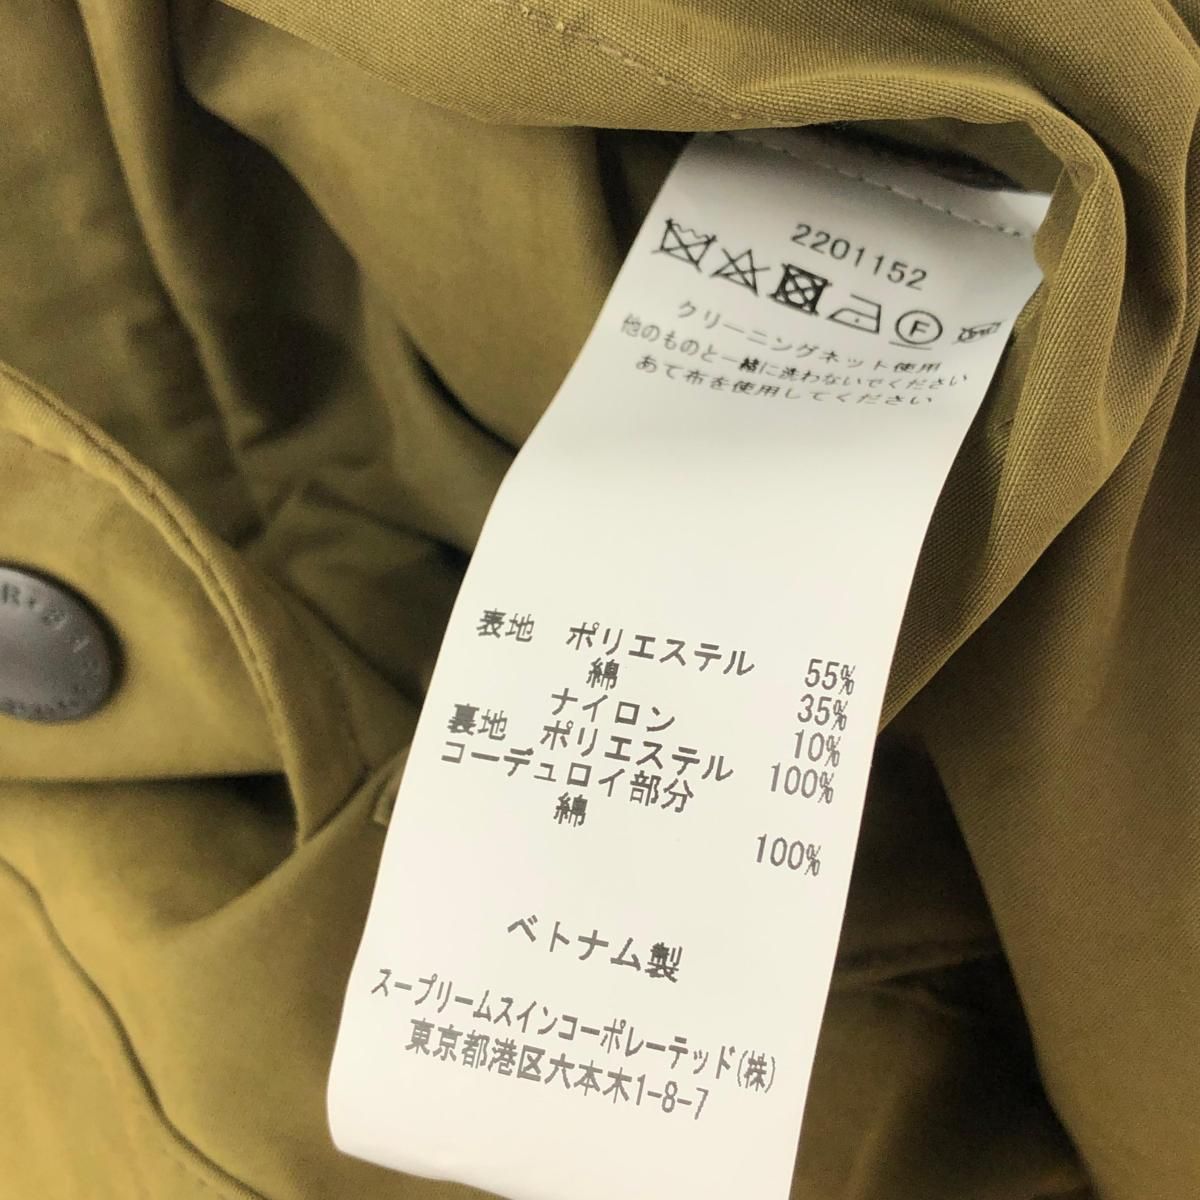 2201152
F
クリーニングネット使用
他のものと一緒に洗わないでください
あて布を使用してください
表地 ポリエステル 55%
綿 35%
ナイロン 10%
裏地 ポリエステル 100%
コーデュロイ部分
綿 100%
ベトナム製
スープリームスインコーポレーテッド(株)
東京都港区六本木1-8-7